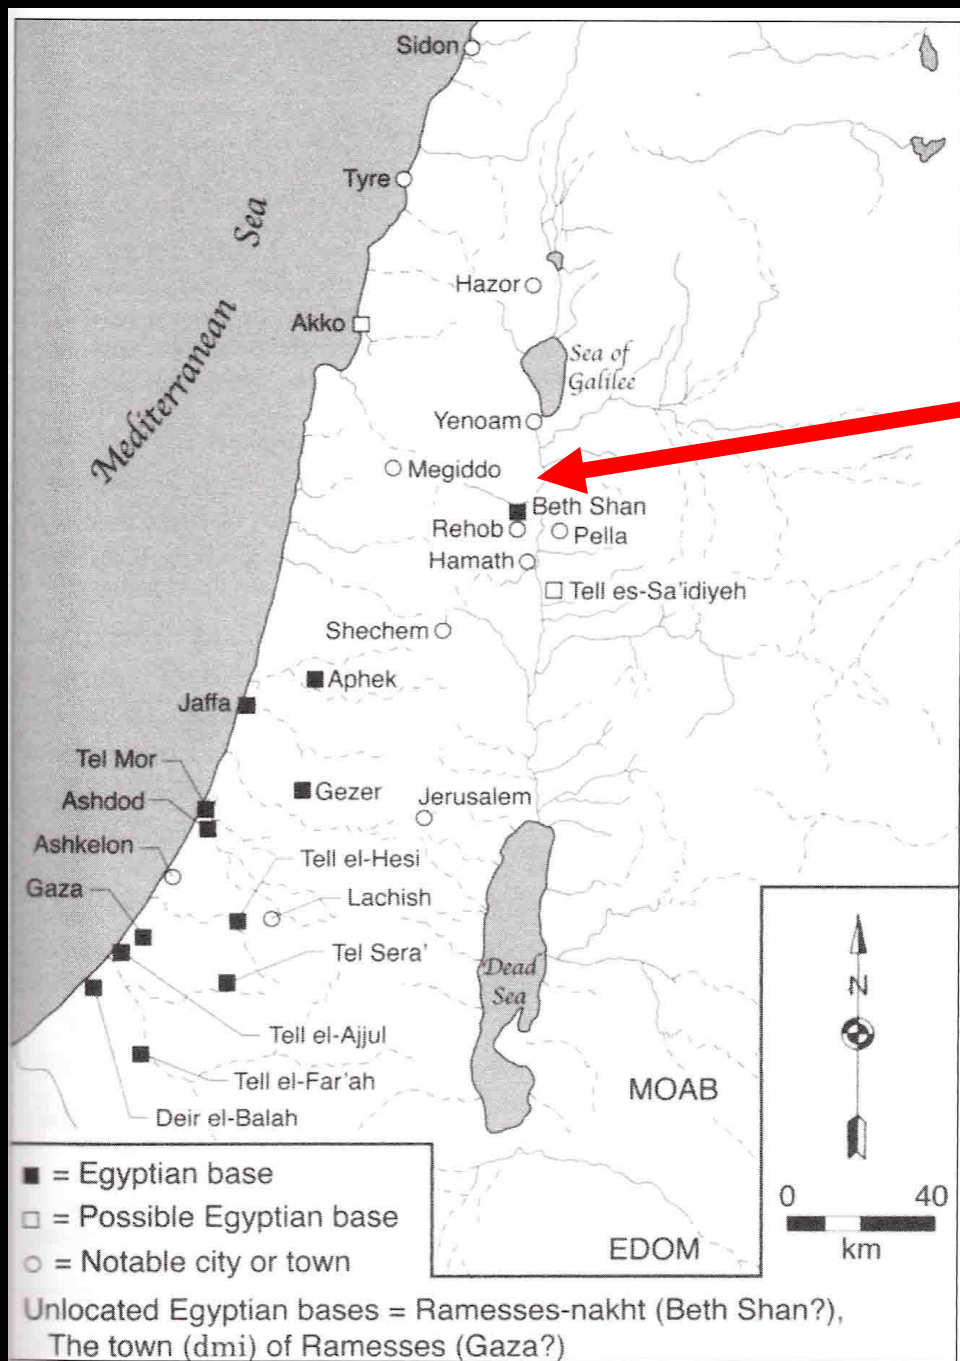 Sidon
Tyre
Mediterranean Sea
Hazor
Akko
Sea of
Galilee
Yenoam
Megiddo
Beth Shan
Rehob
Pella
Hamath
Tell es-Sa'idiyeh
Shechem
Aphek
Jaffa
Tel Mor
Gezer
Jerusalem
Ashdod
Ashkelon
Tell el-Hesi
Gaza
Lachish
Tel Sera'
Dead
Sea
N
Tell el-Ajjul
Tell el-Far'ah
MOAB
Deir el-Balah
= Egyptian base
= Possible Egyptian base
= Notable city or town
0 40
km
EDOM
Unlocated Egyptian bases = Ramesses-nakht (Beth Shan?),
The town (dmi) of Ramesses (Gaza?)